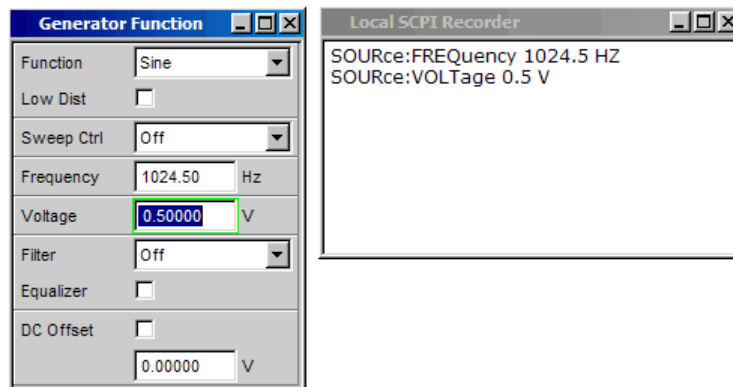 Generator Function
Function Sine
Low Dist
Sweep Ctrl Off
Frequency 1024.50 Hz
Voltage 0.50000 V
Filter Off
Equalizer
DC Offset
0.00000 V
Local SCPI Recorder
SOURce:FREQuency 1024.5 HZ
SOURce:VOLTage 0.5 V